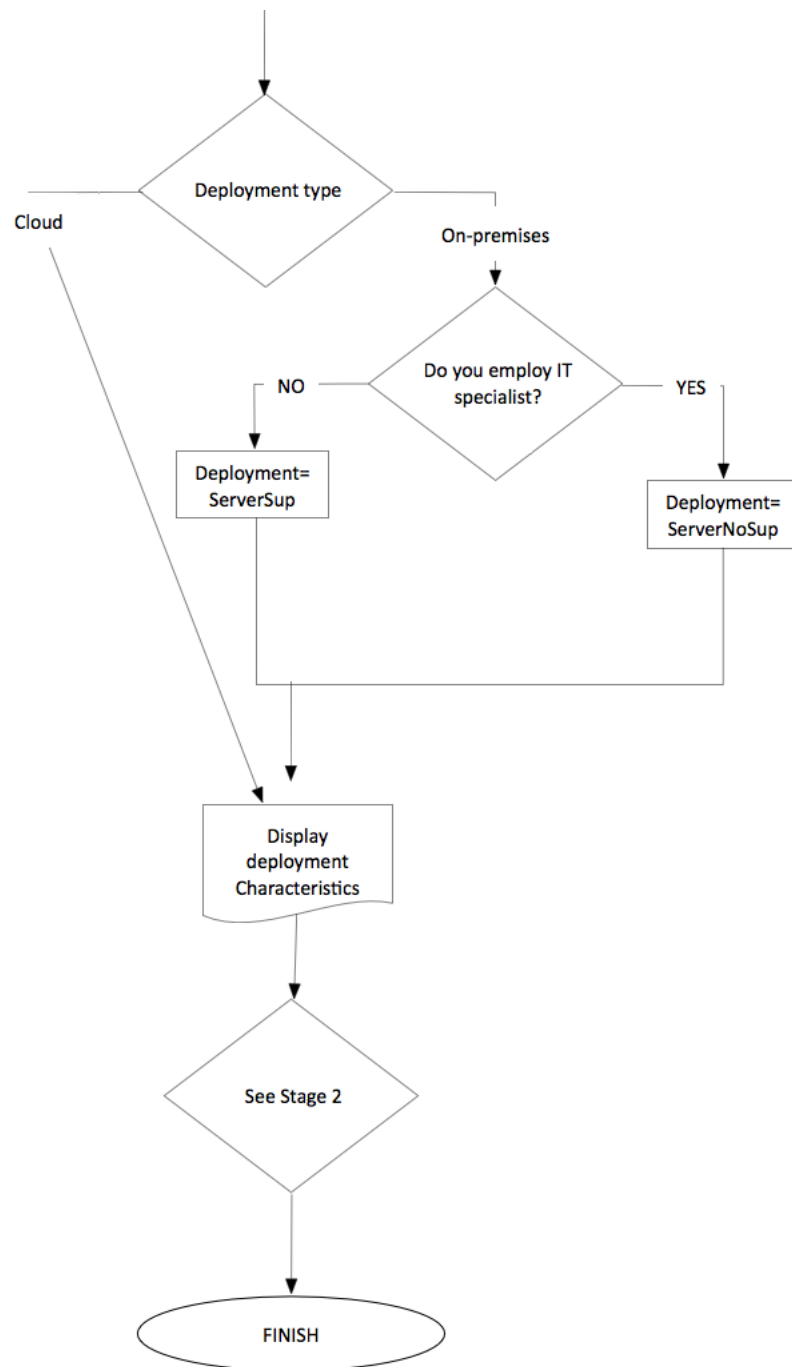 Deployment type
Cloud
On-premises
Do you employ IT
specialist?
NO
YES
Deployment=
ServerSup
Deployment=
ServerNoSup
Display
deployment
Characteristics
See Stage 2
FINISH